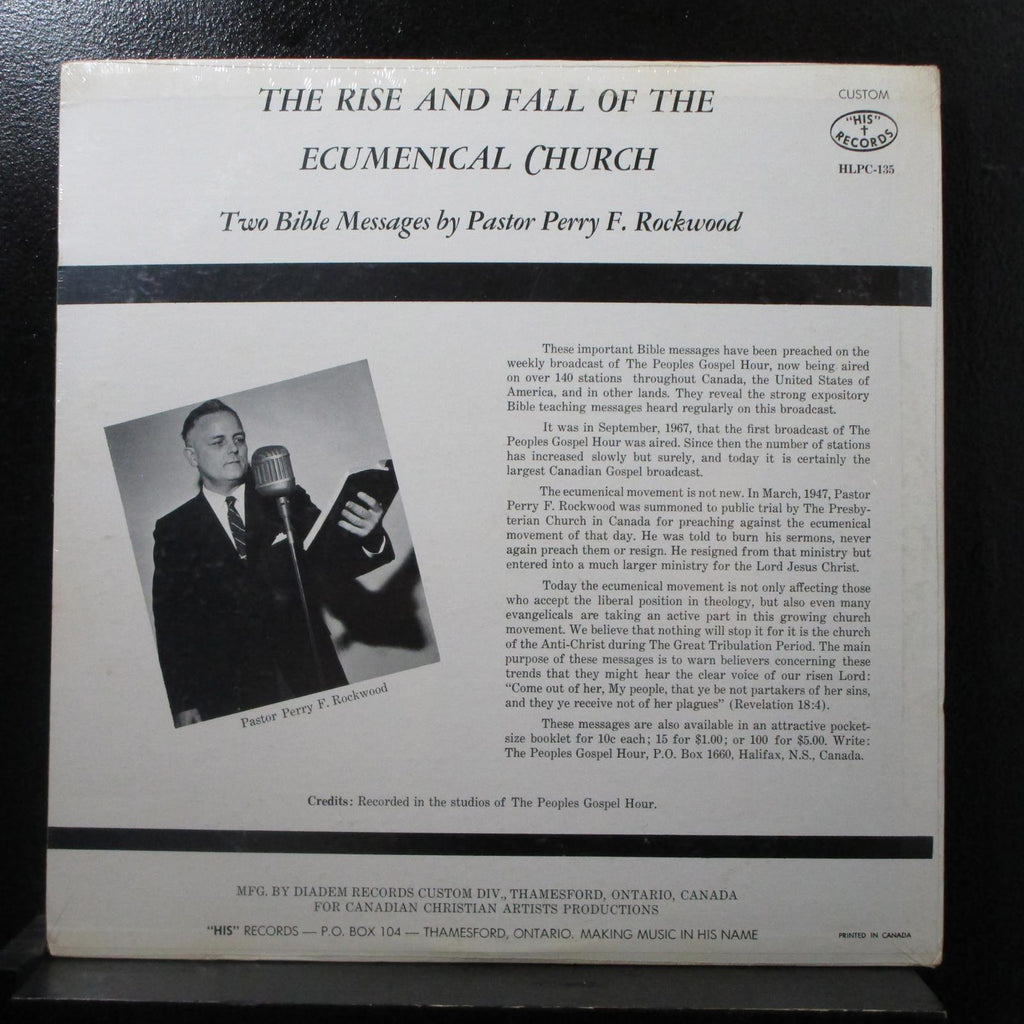 THE RISE AND FALL OF THE
ECUMENICAL CHURCH
Two Bible Messages by Pastor Perry F. Rockwood
CUSTOM
"HIS"
RECORDS
HLPC-135
These important Bible messages have been preached on the
weekly broadcast of The Peoples Gospel Hour, now being aired
on over 140 stations throughout Canada, the United States of
America, and in other lands. They reveal the strong expository
Bible teaching messages heard regularly on this broadcast.
It was in September, 1967, that the first broadcast of The
Peoples Gospel Hour was aired. Since then the number of stations
has increased slowly but surely, and today it is certainly the
largest Canadian Gospel broadcast.
The ecumenical movement is not new. In March, 1947, Pastor
Perry F. Rockwood was summoned to public trial by The Presby-
terian Church in Canada for preaching against the ecumenical
movement of that day. He was told to burn his sermons, never
again preach them or resign. He resigned from that ministry but
entered into a much larger ministry for the Lord Jesus Christ.
Today the ecumenical movement is not only affecting those
who accept the liberal position in theology, but also even many
evangelicals are taking an active part in this growing church
movement. We believe that nothing will stop it for it is the church
of the Anti-Christ during The Great Tribulation Period. The main
purpose of these messages is to warn believers concerning these
trends that they might hear the clear voice of our risen Lord:
"Come out of her, My people, that ye be not partakers of her sins,
and they ye receive not of her plagues" (Revelation 18:4).
These messages are also available in an attractive pocket-
size booklet for 10c each; 15 for $1.00; or 100 for $5.00. Write:
The Peoples Gospel Hour, P.O. Box 1660, Halifax, N.S., Canada.
Pastor Perry F. Rockwood
Credits: Recorded in the studios of The Peoples Gospel Hour.
MFG. BY DIADEM RECORDS CUSTOM DIV., THAMESFORD, ONTARIO, CANADA
FOR CANADIAN CHRISTIAN ARTISTS PRODUCTIONS
"HIS" RECORDS — P.O. BOX 104 — THAMESFORD, ONTARIO. MAKING MUSIC IN HIS NAME
PRINTED IN CANADA